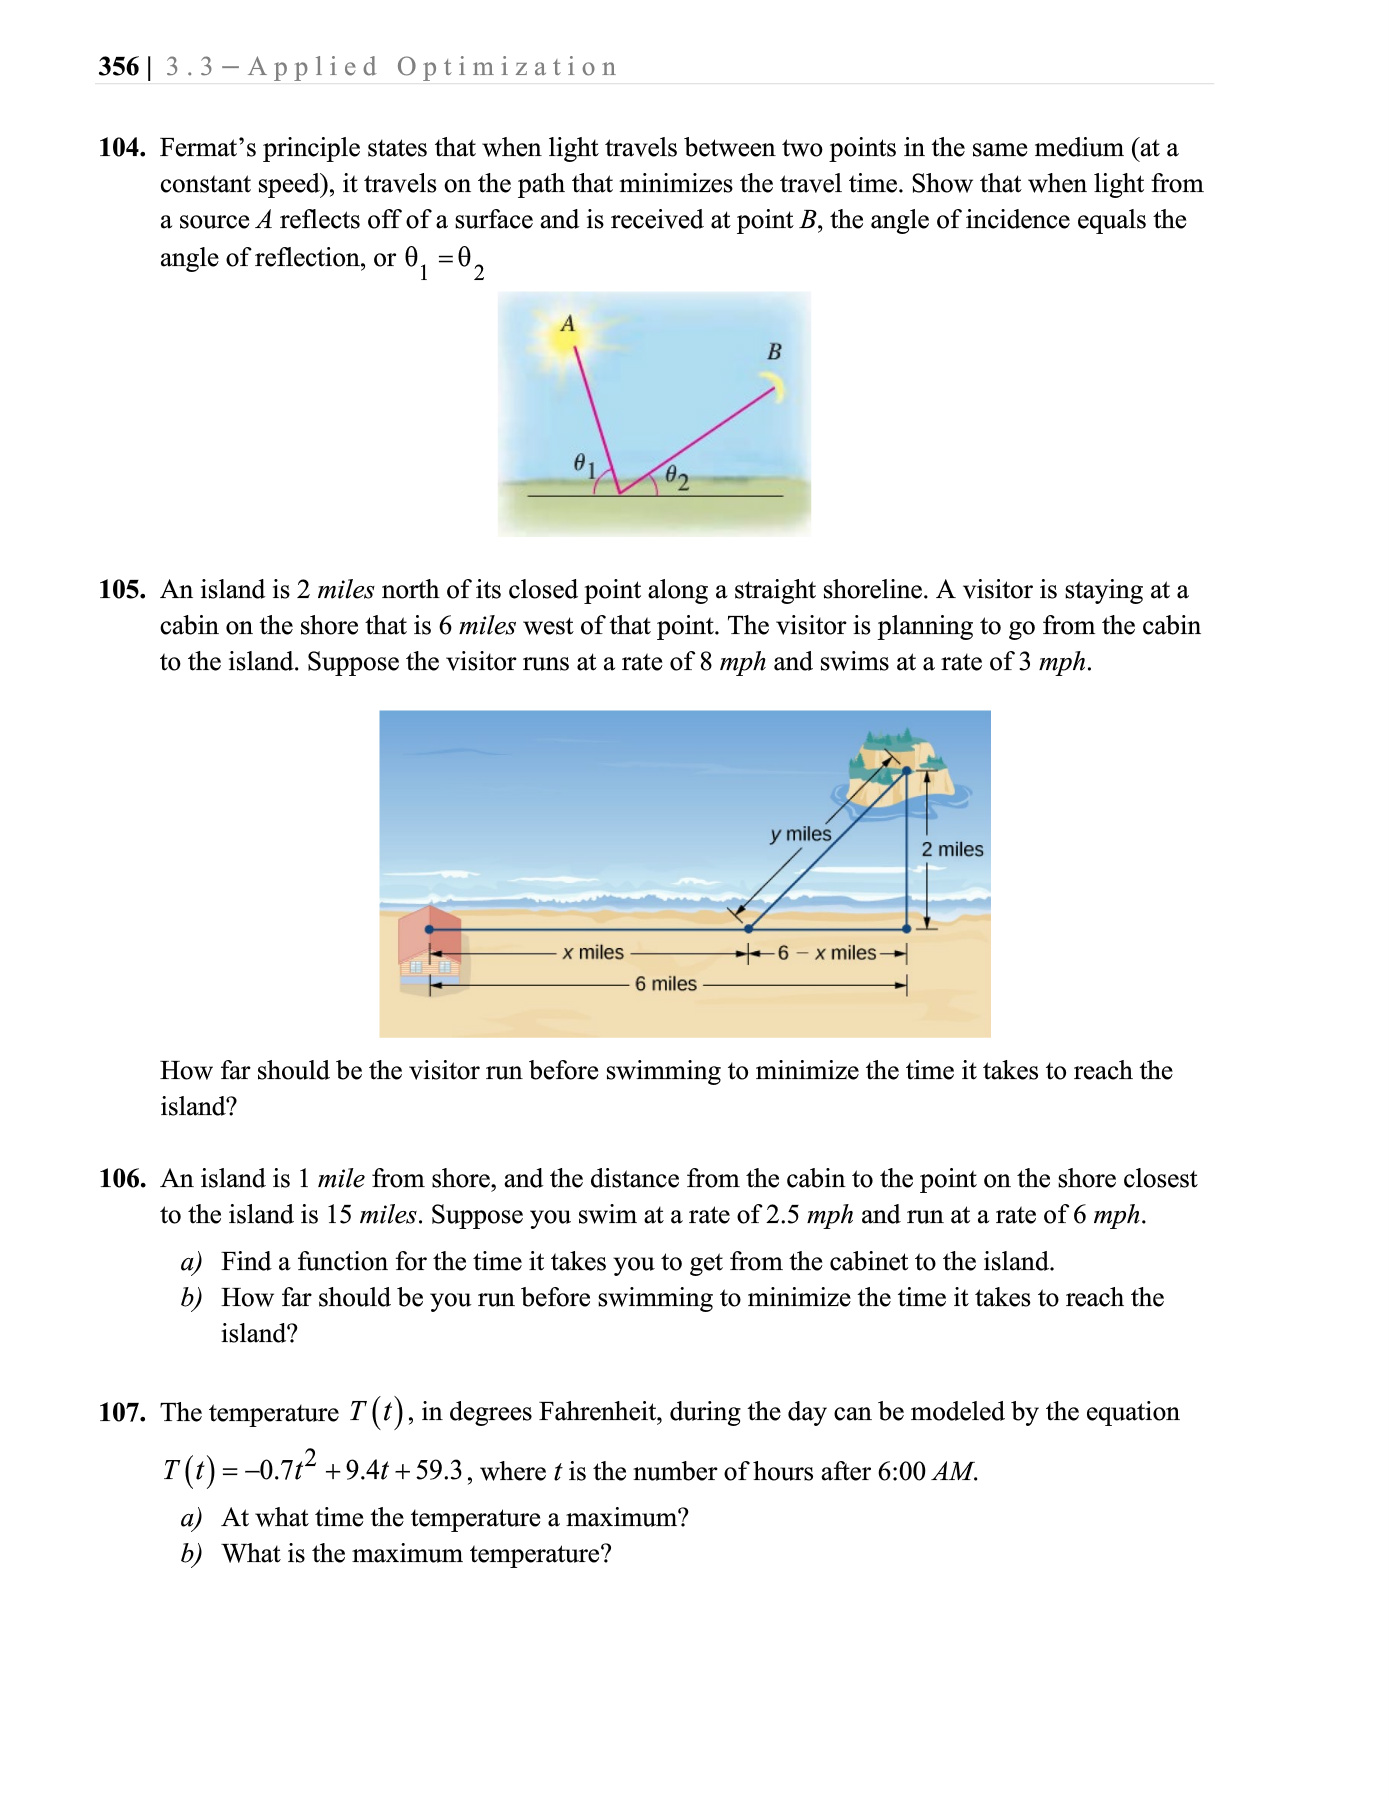 356 | 3.3 – Applied Optimization
104. Fermat’s principle states that when light travels between two points in the same medium (at a
constant speed), it travels on the path that minimizes the travel time. Show that when light from
a source A reflects off of a surface and is received at point B, the angle of incidence equals the
angle of reflection, or θ₁ = θ₂
A
B
θ₁
θ₂
105. An island is 2 miles north of its closed point along a straight shoreline. A visitor is staying at a
cabin on the shore that is 6 miles west of that point. The visitor is planning to go from the cabin
to the island. Suppose the visitor runs at a rate of 8 mph and swims at a rate of 3 mph.
y miles
2 miles
x miles
6 – x miles
6 miles
How far should be the visitor run before swimming to minimize the time it takes to reach the
island?
106. An island is 1 mile from shore, and the distance from the cabin to the point on the shore closest
to the island is 15 miles. Suppose you swim at a rate of 2.5 mph and run at a rate of 6 mph.
a) Find a function for the time it takes you to get from the cabinet to the island.
b) How far should be you run before swimming to minimize the time it takes to reach the
island?
107. The temperature T(t), in degrees Fahrenheit, during the day can be modeled by the equation
T(t) = –0.7t² + 9.4t + 59.3, where t is the number of hours after 6:00 AM.
a) At what time the temperature a maximum?
b) What is the maximum temperature?